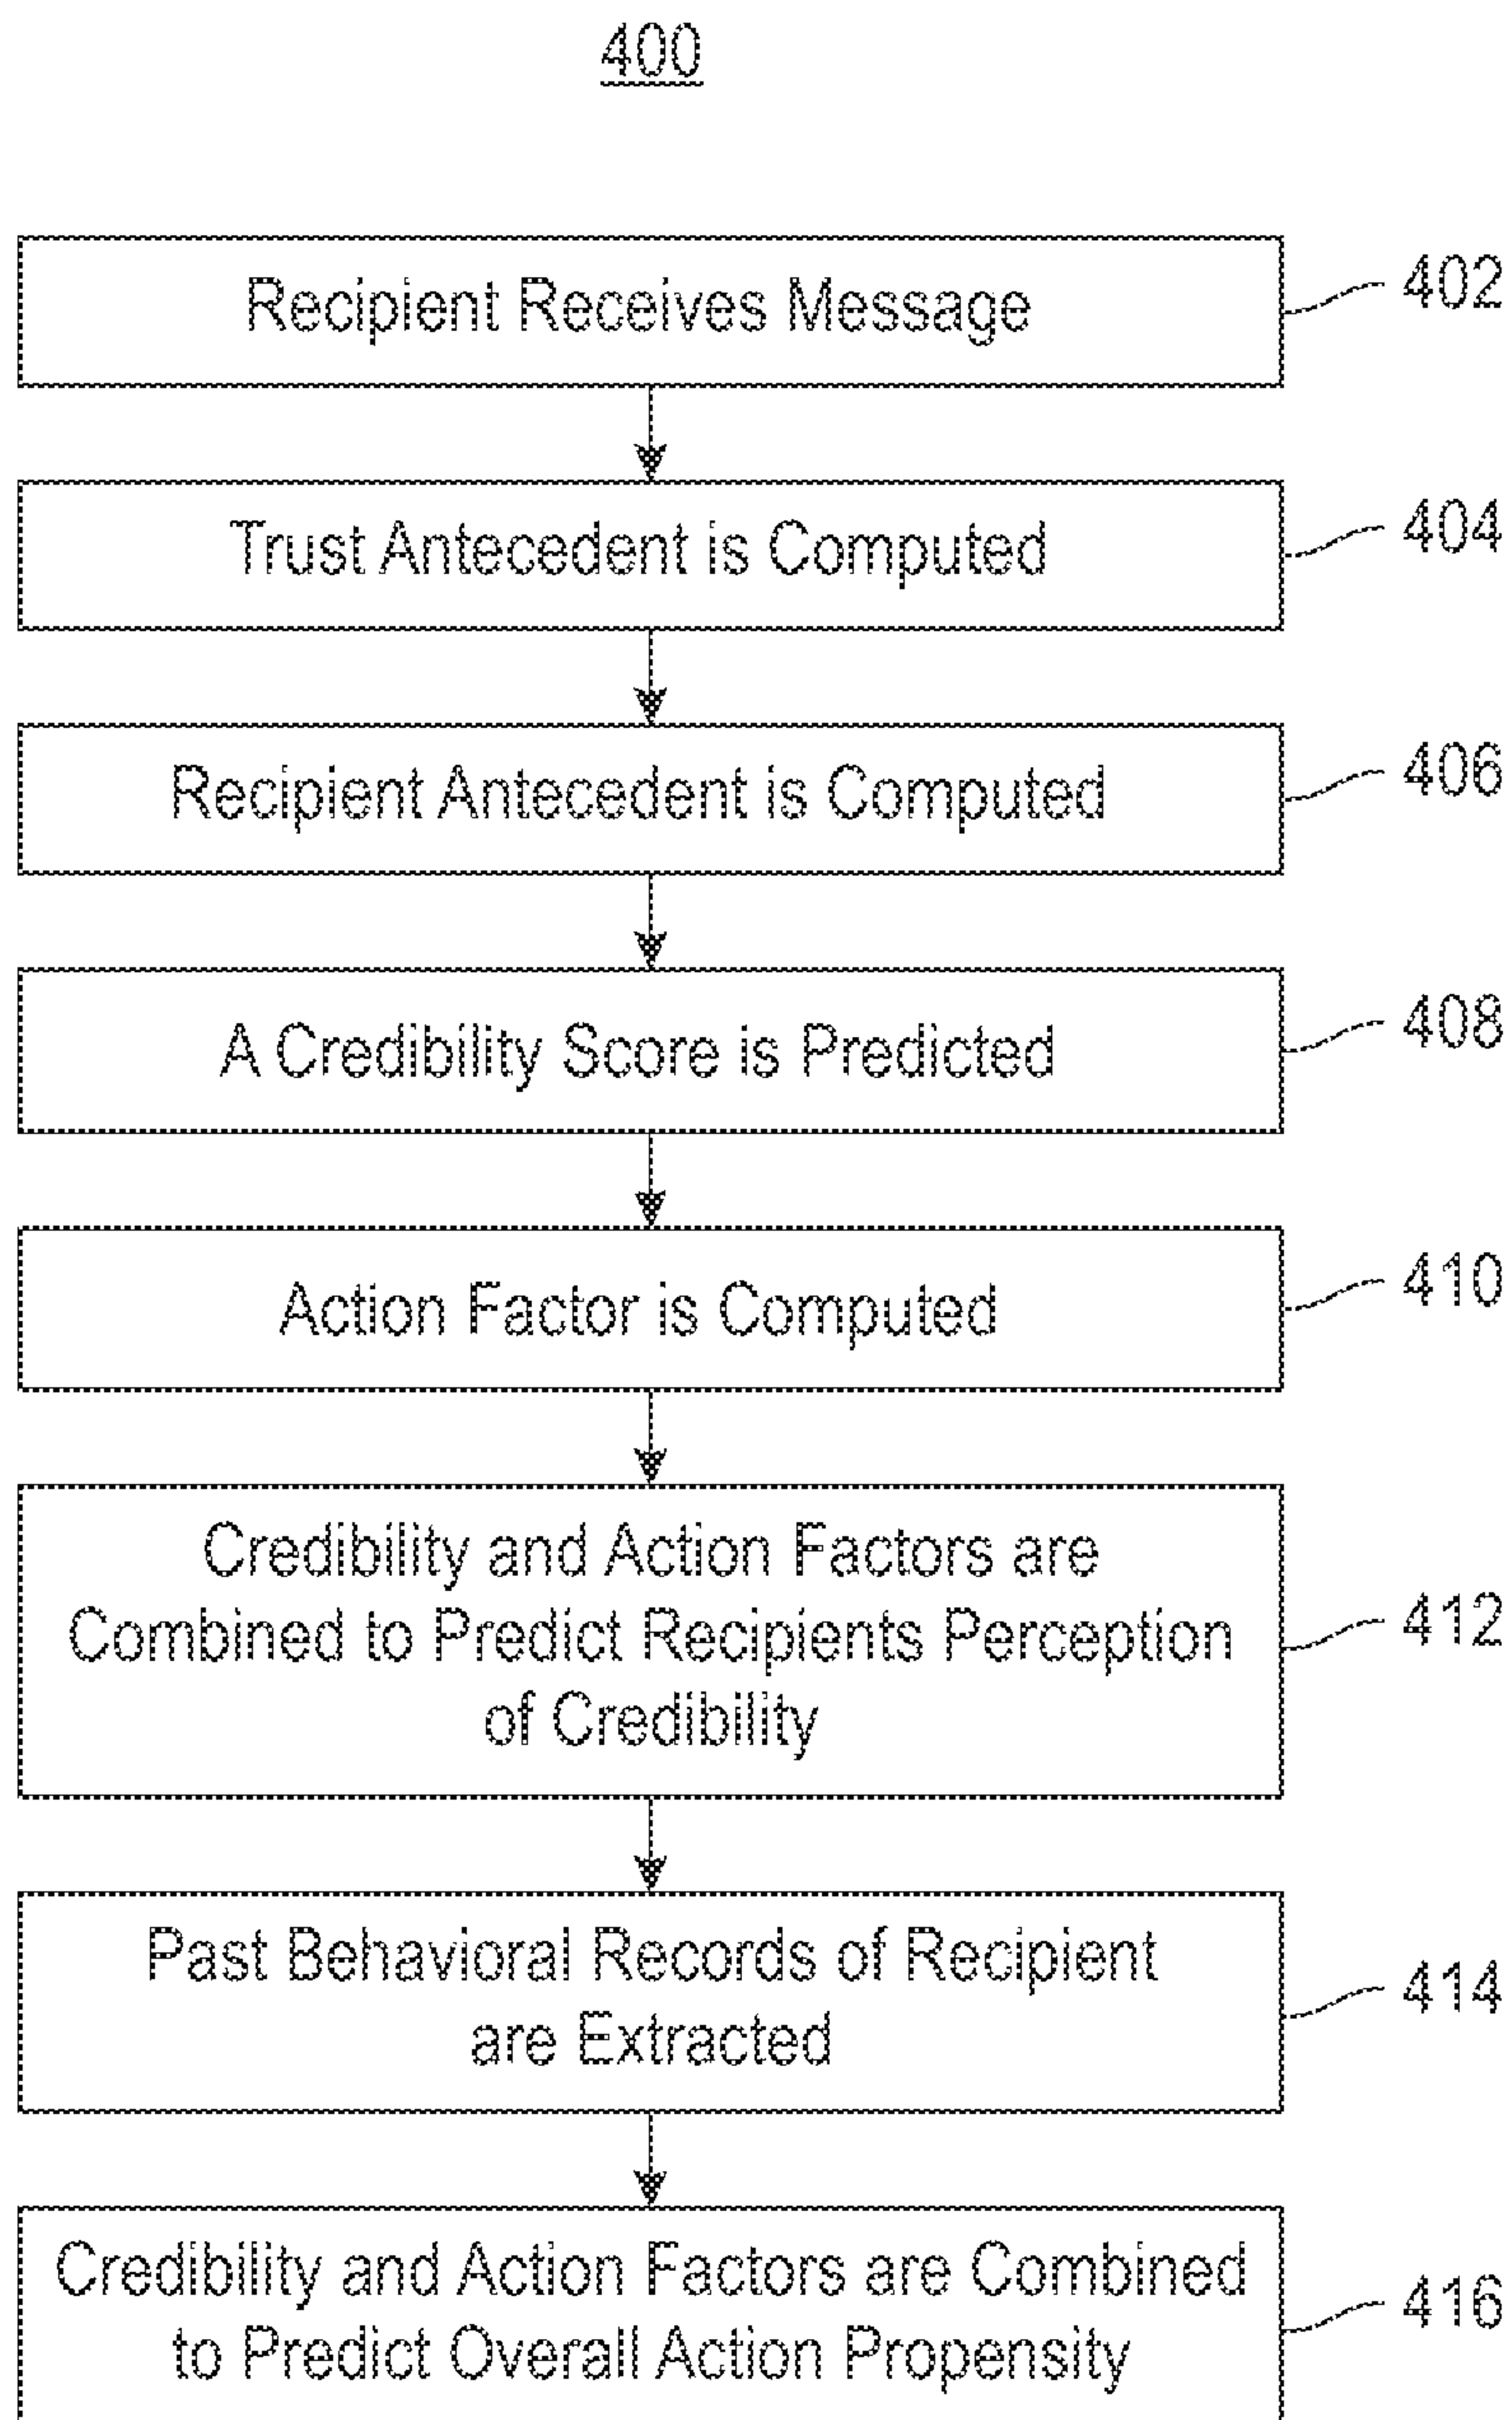 400
Recipient Receives Message
402
Trust Antecedent is Computed
404
Recipient Antecedent is Computed
406
A Credibility Score is Predicted
408
Action Factor is Computed
410
Credibility and Action Factors are
Combined to Predict Recipients Perception
of Credibility
412
Past Behavioral Records of Recipient
are Extracted
414
Credibility and Action Factors are Combined
to Predict Overall Action Propensity
416